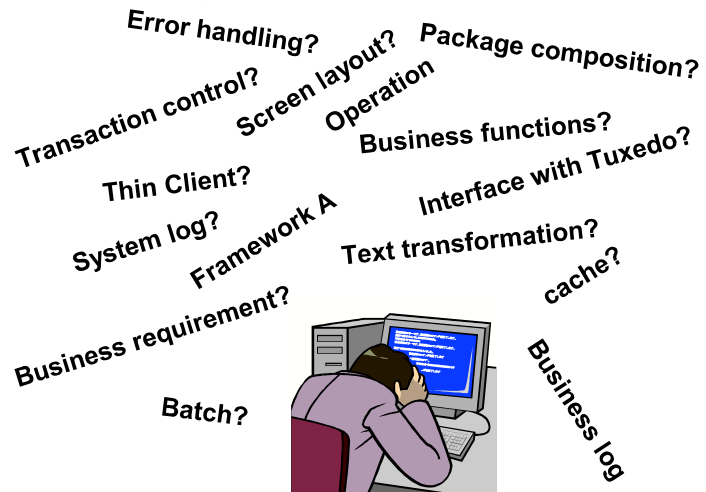 Error handling?
Package composition?
Screen layout?
Transaction control?
Operation
Business functions?
Interface with Tuxedo?
Thin Client?
System log?
Framework A
Text transformation?
cache?
Business requirement?
Business log
Batch?